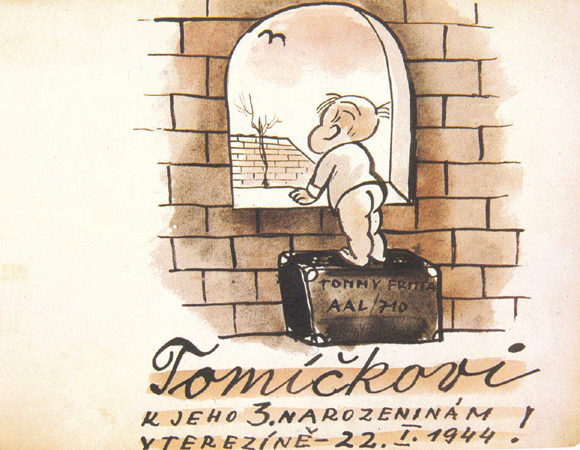 TOMMY FRITTA
AAL/710
Tomíčkovi
K JEHO 3. NAROZENINÁM
V TEREZÍNĚ - 22. I. 1944. !